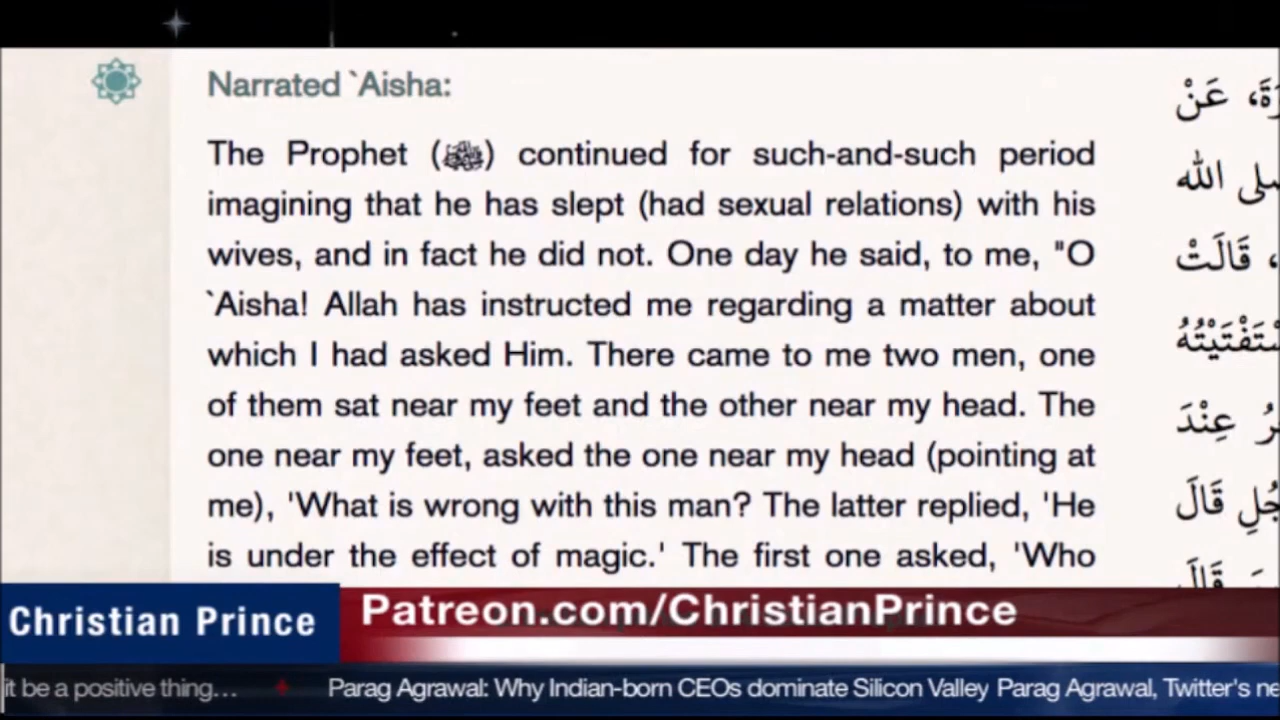 Narrated `Aisha:
The Prophet (ﷺ) continued for such-and-such period
imagining that he has slept (had sexual relations) with his
wives, and in fact he did not. One day he said, to me, "O
`Aisha! Allah has instructed me regarding a matter about
which I had asked Him. There came to me two men, one
of them sat near my feet and the other near my head. The
one near my feet, asked the one near my head (pointing at
me), 'What is wrong with this man? The latter replied, 'He
is under the effect of magic.' The first one asked, 'Who
عَنْ
الله
قَالَتْ
عِنْدَ
قَالَ
قَالَ
Christian Prince
Patreon.com/ChristianPrince
it be a positive thing... Parag Agrawal: Why Indian-born CEOs dominate Silicon Valley Parag Agrawal, Twitter's